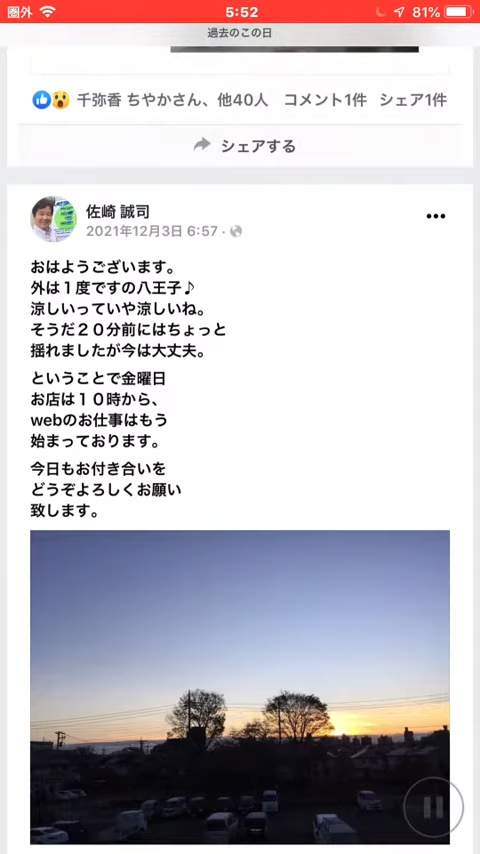 圏外 5:52 81%
過去のこの日
千弥香 ちやかさん、他40人 コメント1件 シェア1件
シェアする
佐崎 誠司
2021年12月3日 6:57
おはようございます。
外は１度ですの八王子♪
涼しいっていや涼しいね。
そうだ２０分前にはちょっと
揺れましたが今は大丈夫。
ということで金曜日
お店は１０時から、
webのお仕事はもう
始まっております。
今日もお付き合いを
どうぞよろしくお願い
致します。